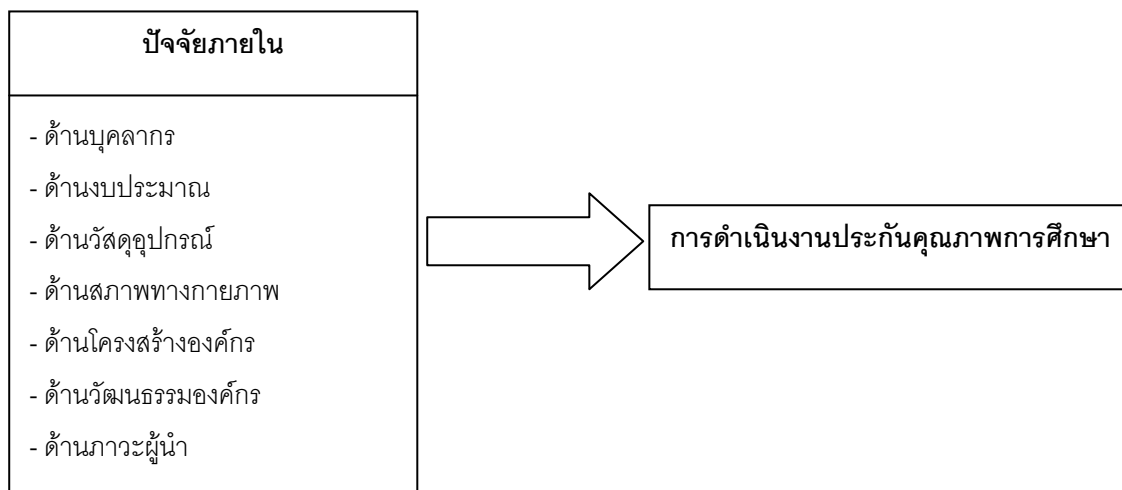 ปัจจัยภายใน
- ด้านบุคลากร
- ด้านงบประมาณ
- ด้านวัสดุอุปกรณ์
- ด้านสภาพทางกายภาพ
- ด้านโครงสร้างองค์กร
- ด้านวัฒนธรรมองค์กร
- ด้านภาวะผู้นำ
การดำเนินงานประกันคุณภาพการศึกษา